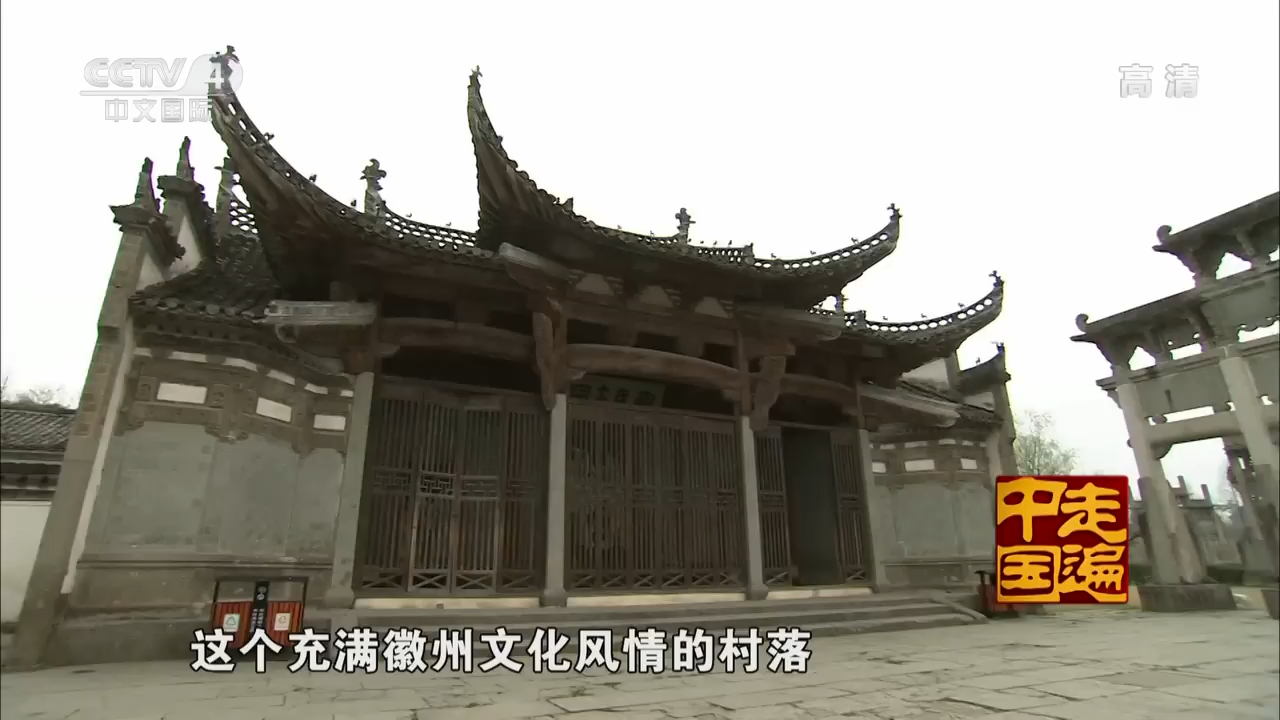 CCTV 4
中文国际
高清
走遍
中国
这个充满徽州文化风情的村落